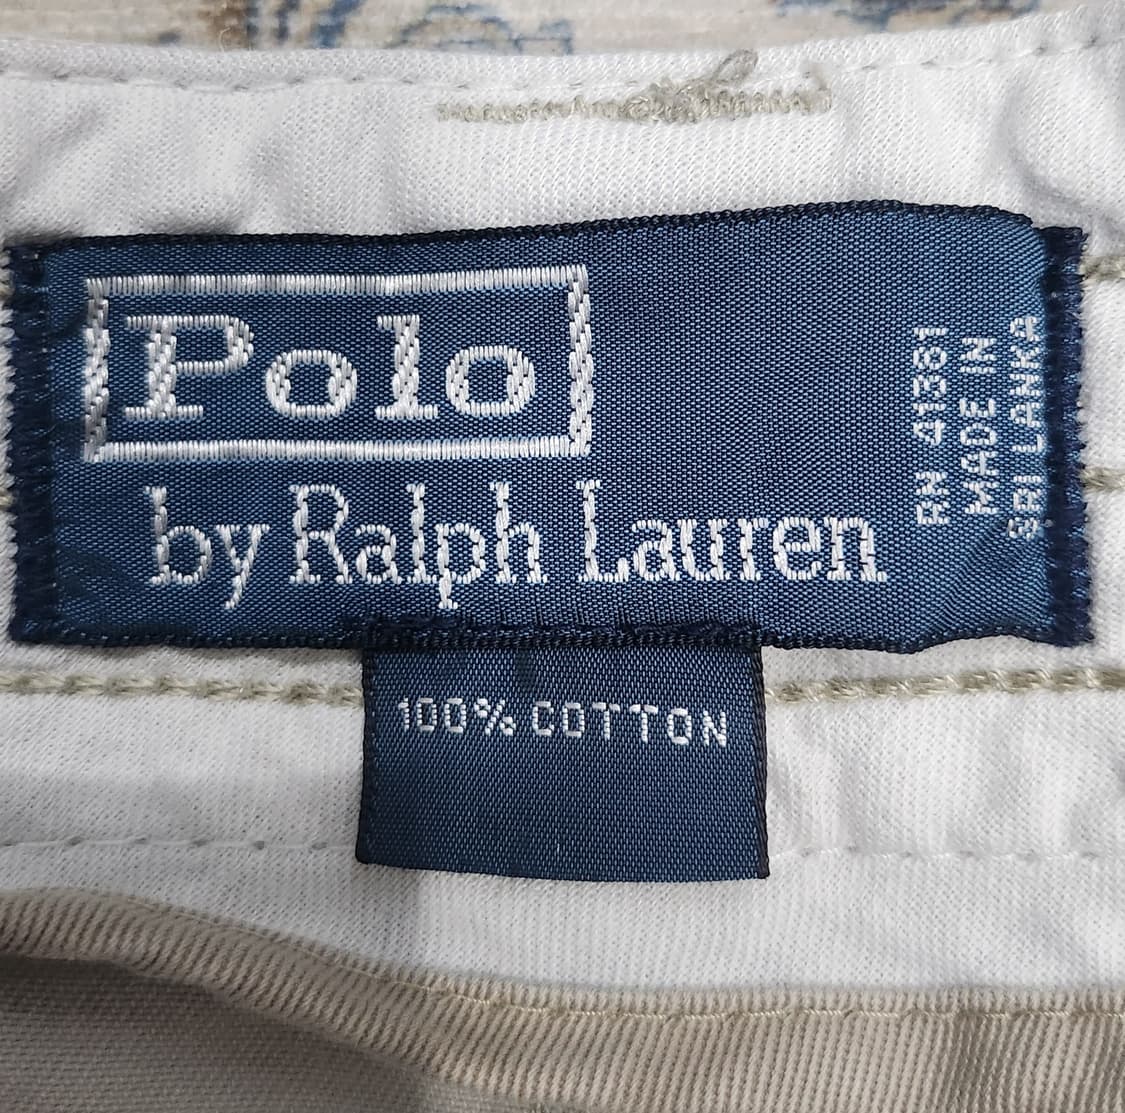 Polo
by Ralph Lauren
RN 41381
MADE IN
SRI LANKA
100% COTTON